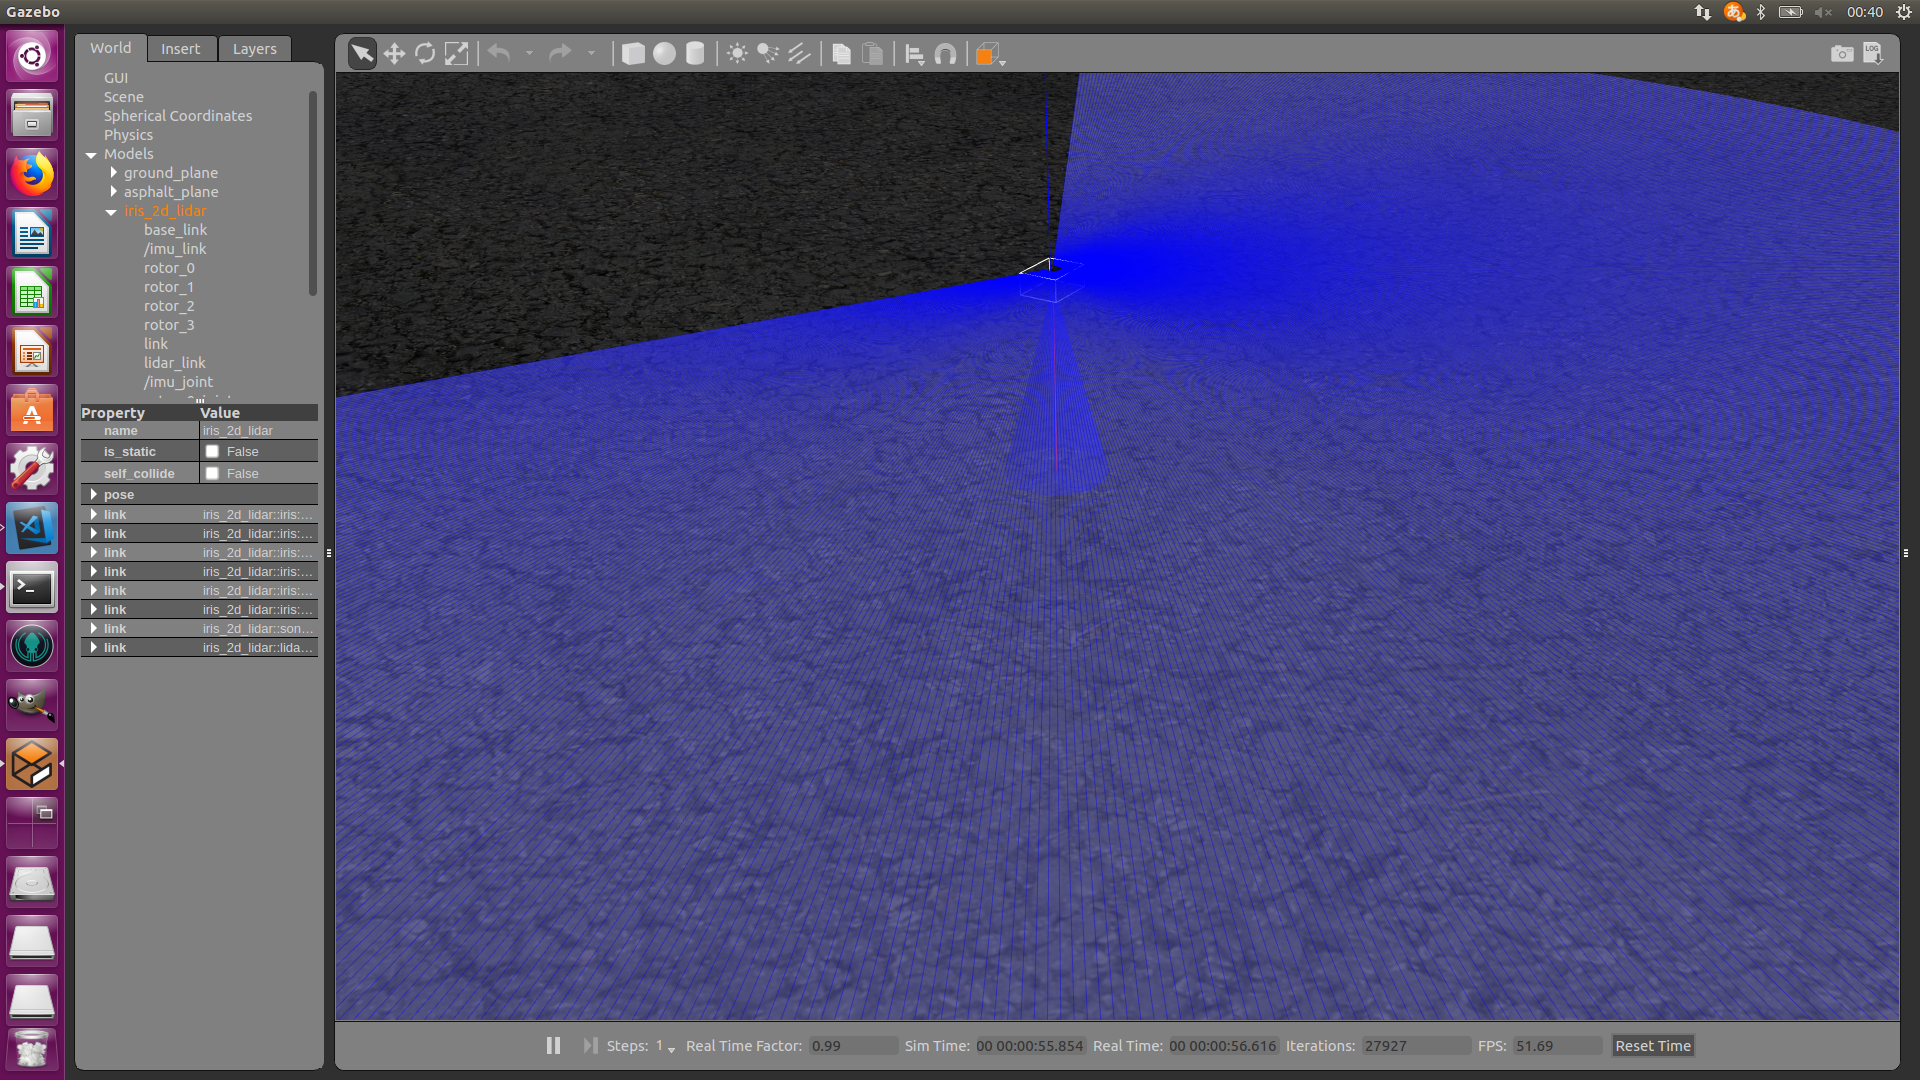 Gazebo
あ
00:40
World Insert Layers
LOG
GUI
Scene
Spherical Coordinates
Physics
Models
ground_plane
asphalt_plane
iris_2d_lidar
base_link
/imu_link
rotor_0
rotor_1
rotor_2
rotor_3
link
lidar_link
/imu_joint
Property Value
name iris_2d_lidar
is_static False
self_collide False
pose
link iris_2d_lidar::iris:...
link iris_2d_lidar::iris:...
link iris_2d_lidar::iris:...
link iris_2d_lidar::iris:...
link iris_2d_lidar::iris:...
link iris_2d_lidar::iris:...
link iris_2d_lidar::son...
link iris_2d_lidar::lida...
Steps: 1 Real Time Factor: 0.99 Sim Time: 00 00:00:55.854 Real Time: 00 00:00:56.616 Iterations: 27927 FPS: 51.69 Reset Time